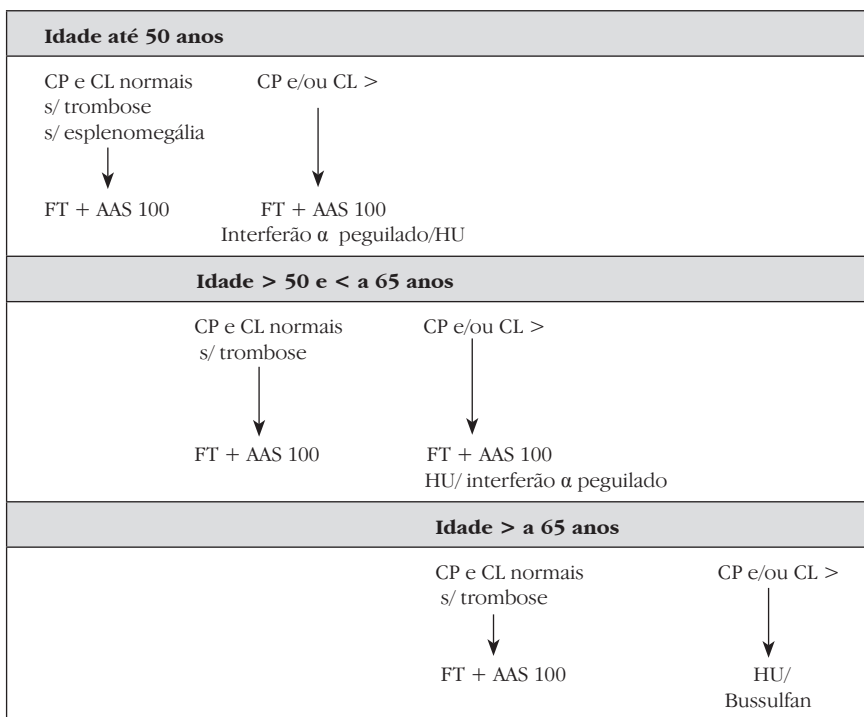 Idade até 50 anos
CP e CL normais
s/ trombose
s/ esplenomegália
CP e/ou CL >
FT + AAS 100
FT + AAS 100
Interferão α peguilado/HU
Idade > 50 e < a 65 anos
CP e CL normais
s/ trombose
CP e/ou CL >
FT + AAS 100
FT + AAS 100
HU/ interferão α peguilado
Idade > a 65 anos
CP e CL normais
s/ trombose
CP e/ou CL >
FT + AAS 100
HU/
Bussulfan